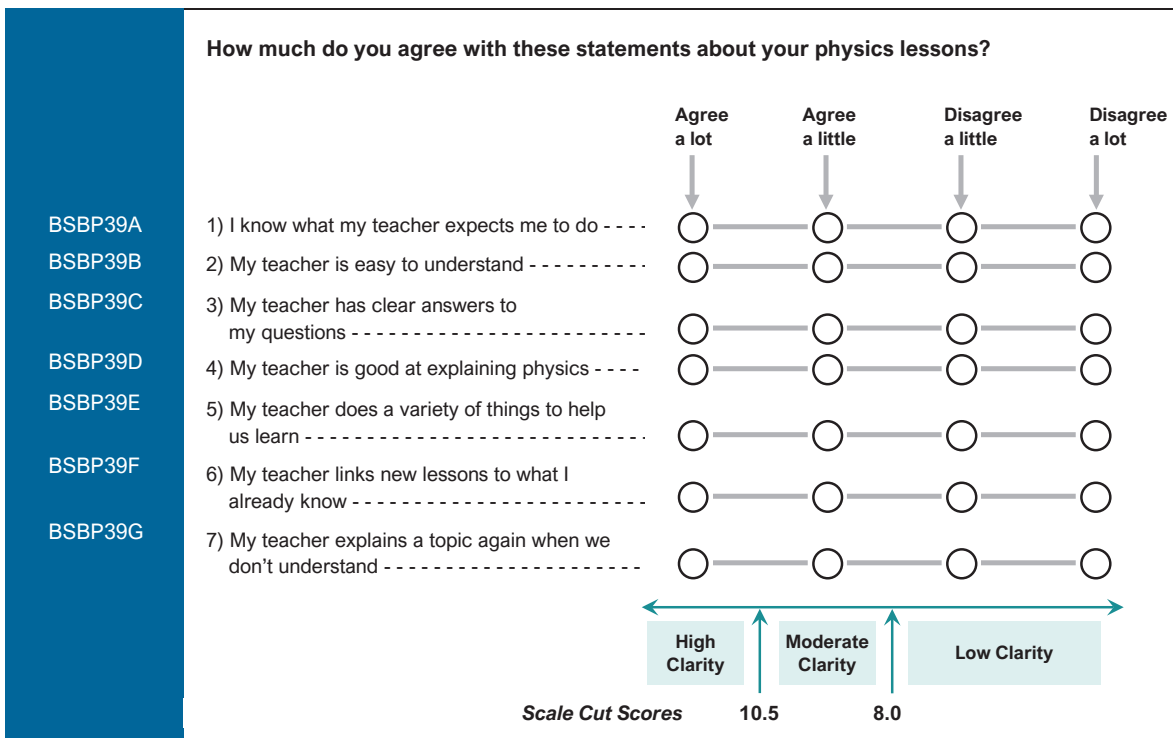 How much do you agree with these statements about your physics lessons?
Agree a lot
Agree a little
Disagree a little
Disagree a lot
BSBP39A
1) I know what my teacher expects me to do - - - -
BSBP39B
2) My teacher is easy to understand - - - - - - - - - -
BSBP39C
3) My teacher has clear answers to
my questions - - - - - - - - - - - - - - - - - - - - - - - - -
BSBP39D
4) My teacher is good at explaining physics - - - -
BSBP39E
5) My teacher does a variety of things to help
us learn - - - - - - - - - - - - - - - - - - - - - - - - - - - - -
BSBP39F
6) My teacher links new lessons to what I
already know - - - - - - - - - - - - - - - - - - - - - - - - -
BSBP39G
7) My teacher explains a topic again when we
don’t understand - - - - - - - - - - - - - - - - - - - - - -
High
Clarity
Moderate
Clarity
Low Clarity
Scale Cut Scores 10.5 8.0